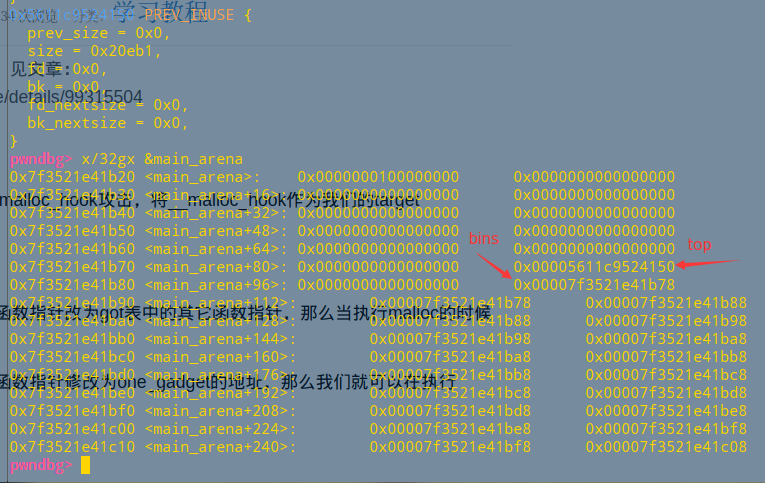 学习教程
PREV_INUSE {
prev_size = 0x0,
size = 0x20eb1,
见文章:
fd = 0x0,
bk = 0x0,
e/details/99315504
fd_nextsize = 0x0,
bk_nextsize = 0x0,
}
pwndbg> x/32gx &main_arena
0x7f3521e41b20 <main_arena>: 0x0000000100000000 0x0000000000000000
0x7f3521e41b30 <main_arena+16>: 0x0000000000000000 0x0000000000000000
malloc_hook攻击，将__malloc_hook作为我们的target
0x7f3521e41b40 <main_arena+32>: 0x0000000000000000 0x0000000000000000
0x7f3521e41b50 <main_arena+48>: 0x0000000000000000 0x0000000000000000
bins top
0x7f3521e41b60 <main_arena+64>: 0x0000000000000000 0x0000000000000000
0x7f3521e41b70 <main_arena+80>: 0x0000000000000000 0x00005611c9524150
0x7f3521e41b80 <main_arena+96>: 0x0000000000000000 0x00007f3521e41b78
0x7f3521e41b90 <main_arena+112>: 0x00007f3521e41b78 0x00007f3521e41b88
函数指针改为got表中的其它函数指针，那么当执行malloc的时候
0x7f3521e41ba0 <main_arena+128>: 0x00007f3521e41b88 0x00007f3521e41b98
0x7f3521e41bb0 <main_arena+144>: 0x00007f3521e41b98 0x00007f3521e41ba8
0x7f3521e41bc0 <main_arena+160>: 0x00007f3521e41ba8 0x00007f3521e41bb8
0x7f3521e41bd0 <main_arena+176>: 0x00007f3521e41bb8 0x00007f3521e41bc8
函数指针修改为one_gadget的地址，那么我们就可以在执行
0x7f3521e41be0 <main_arena+192>: 0x00007f3521e41bc8 0x00007f3521e41bd8
0x7f3521e41bf0 <main_arena+208>: 0x00007f3521e41bd8 0x00007f3521e41be8
0x7f3521e41c00 <main_arena+224>: 0x00007f3521e41be8 0x00007f3521e41bf8
0x7f3521e41c10 <main_arena+240>: 0x00007f3521e41bf8 0x00007f3521e41c08
pwndbg>